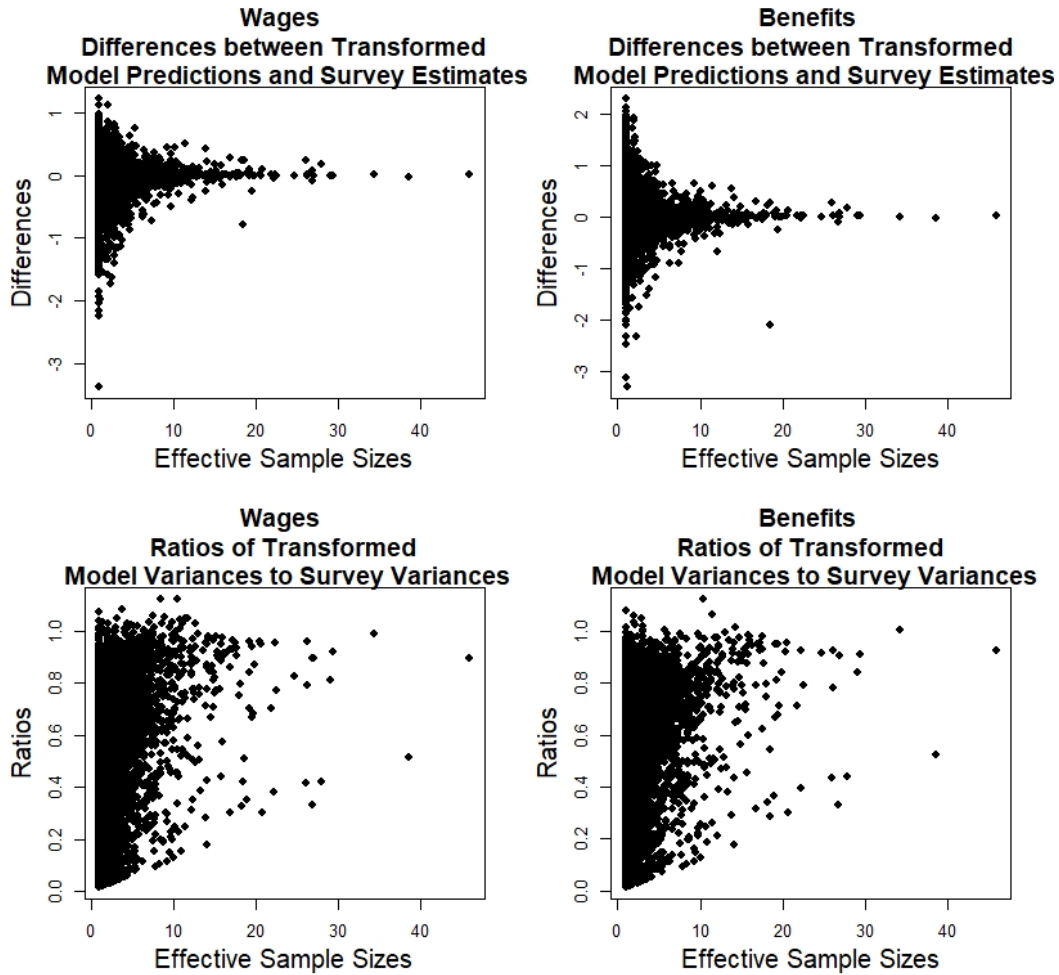 Wages
Differences between Transformed
Model Predictions and Survey Estimates
1
0
-1
-2
-3
Differences
0 10 20 30 40
Effective Sample Sizes
Benefits
Differences between Transformed
Model Predictions and Survey Estimates
2
1
0
-1
-2
-3
Differences
0 10 20 30 40
Effective Sample Sizes
Wages
Ratios of Transformed
Model Variances to Survey Variances
1.0
0.8
0.6
0.4
0.2
0.0
Ratios
0 10 20 30 40
Effective Sample Sizes
Benefits
Ratios of Transformed
Model Variances to Survey Variances
1.0
0.8
0.6
0.4
0.2
0.0
Ratios
0 10 20 30 40
Effective Sample Sizes